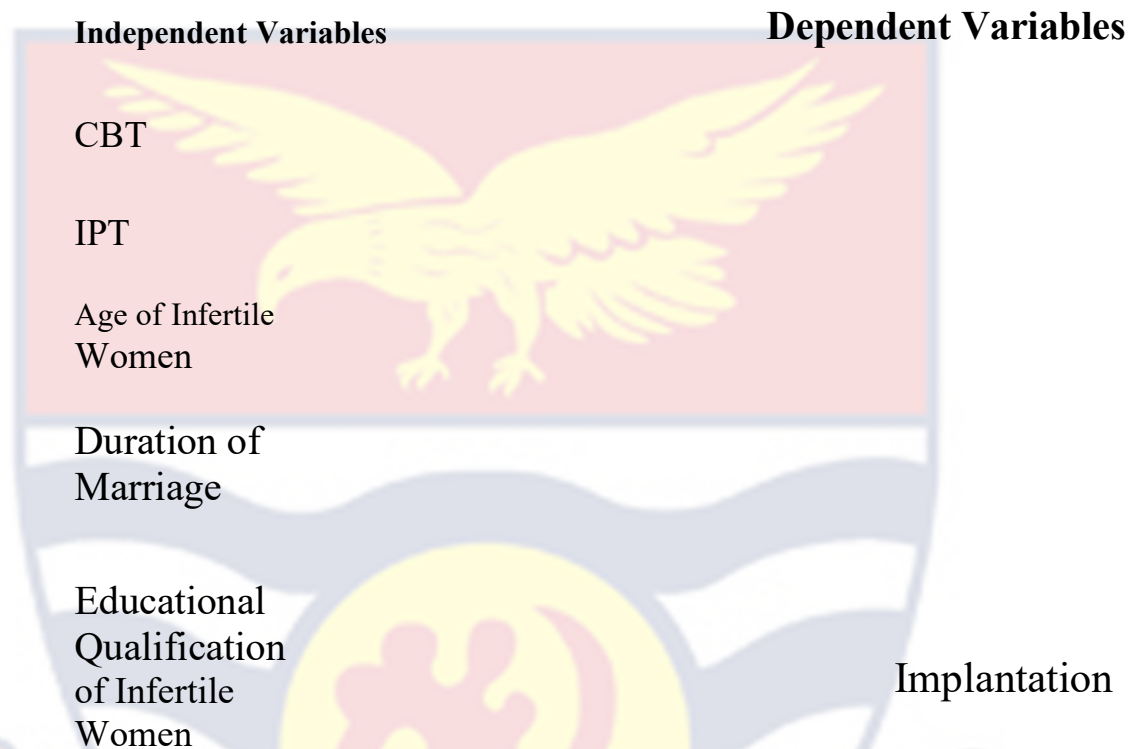 Independent Variables
Dependent Variables
CBT
IPT
Age of Infertile
Women
Duration of
Marriage
Educational
Qualification
of Infertile
Women
Implantation